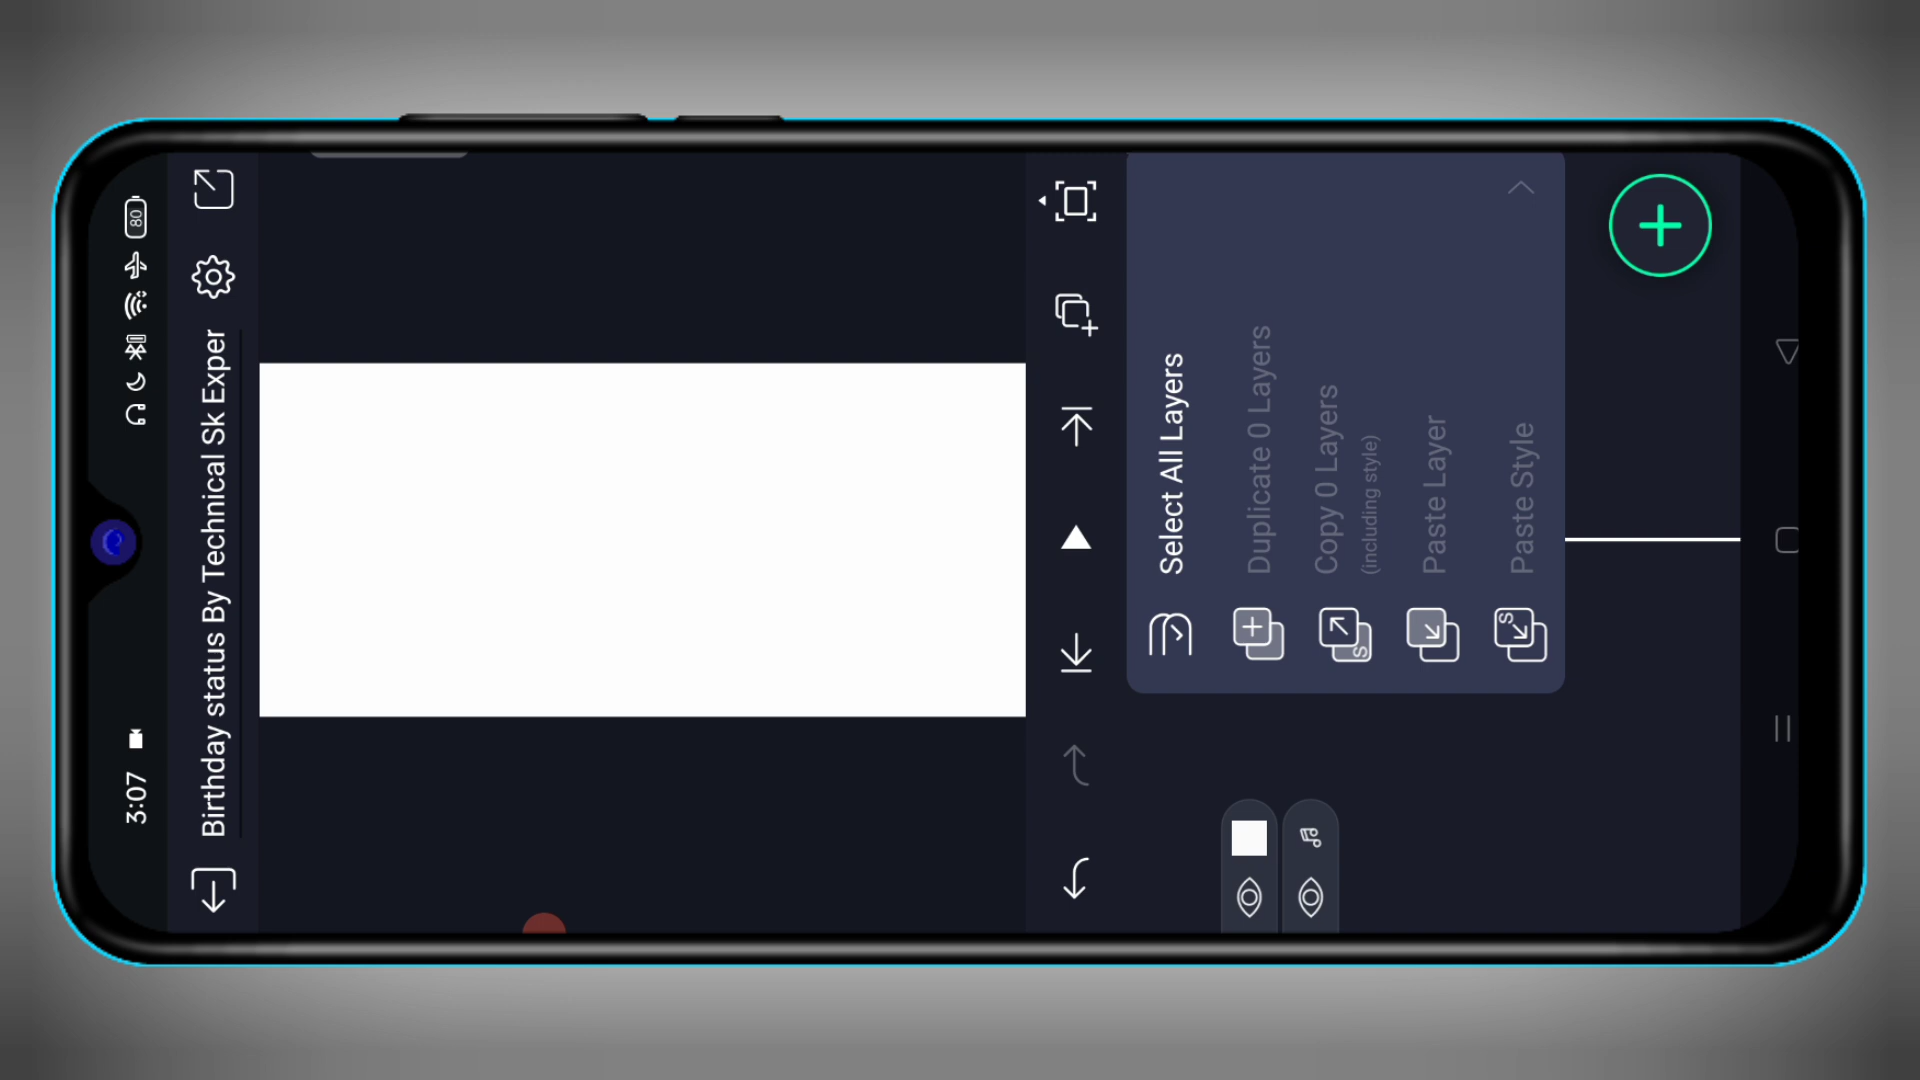 3:07
80
Birthday status By Technical Sk Exper
Select All Layers
Duplicate 0 Layers
Copy 0 Layers
(including style)
Paste Layer
Paste Style
S
S